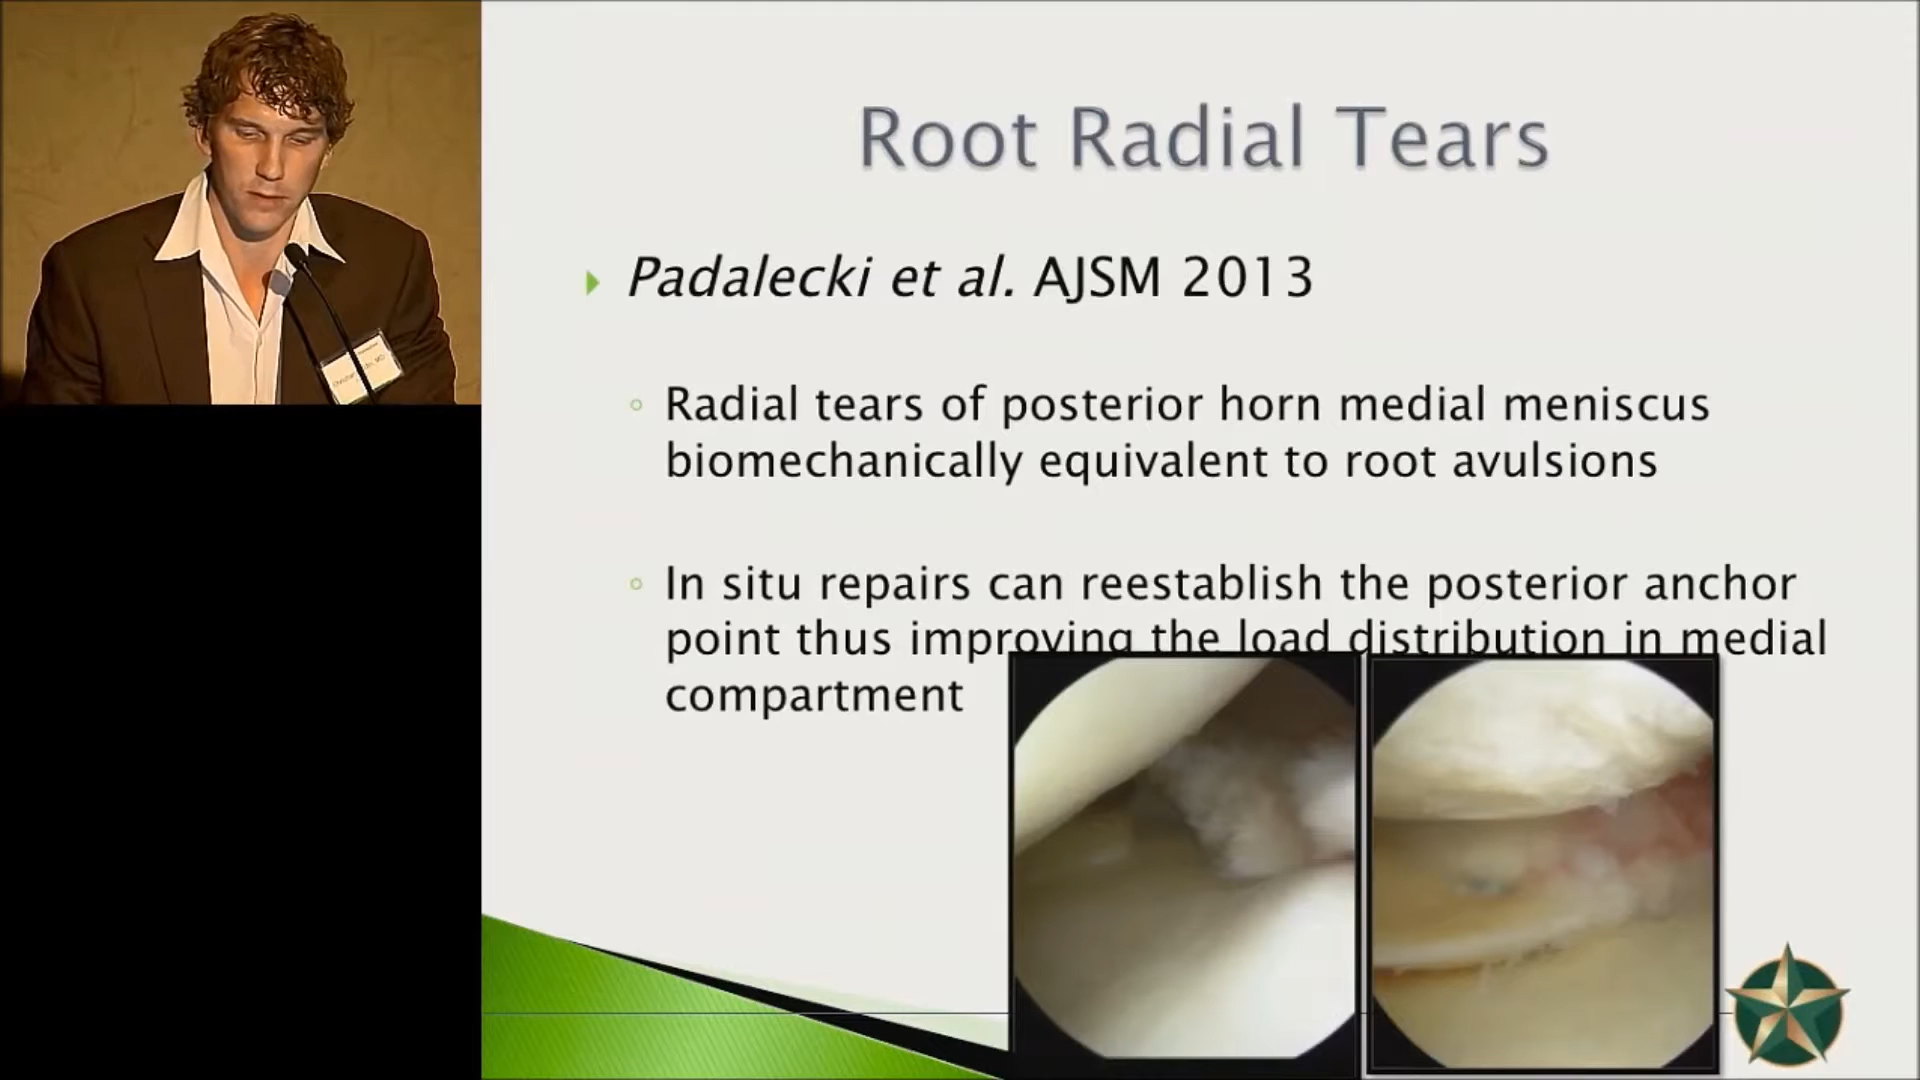 Root Radial Tears
Padalecki et al. AJSM 2013
Radial tears of posterior horn medial meniscus
biomechanically equivalent to root avulsions
In situ repairs can reestablish the posterior anchor
point thus improving the load distribution in medial
compartment